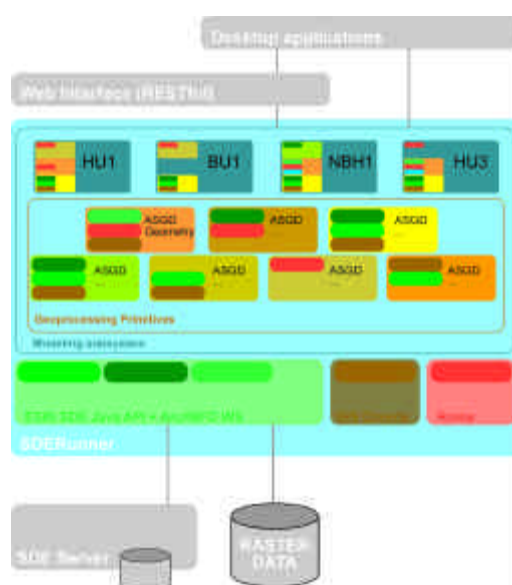 Desktop applications
Web Interface (RESTful)
HU1
BU1
NBH1
HU3
ASGD
Geometry
ASGD
...
ASGD
...
ASGD
...
ASGD
...
ASGD
...
ASGD
...
Geoprocessing Primitives
Modeling subsystem
ESRI SDE Java API + ArcINFO WS
SDERunner
SDE Server
RASTER
DATA